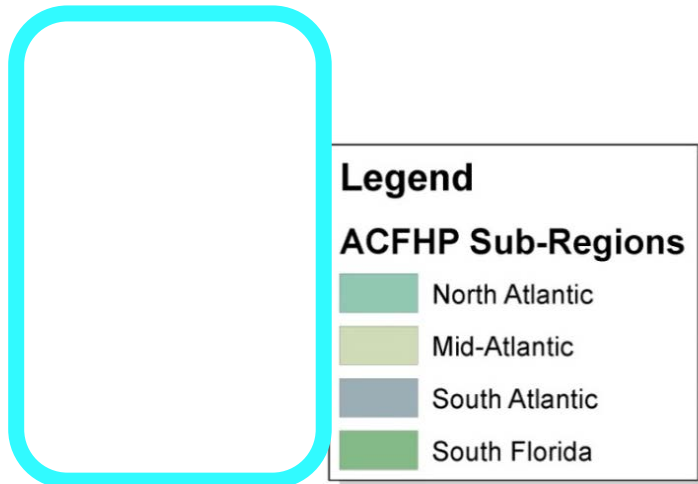 Legend
ACFHP Sub-Regions
North Atlantic
Mid-Atlantic
South Atlantic
South Florida